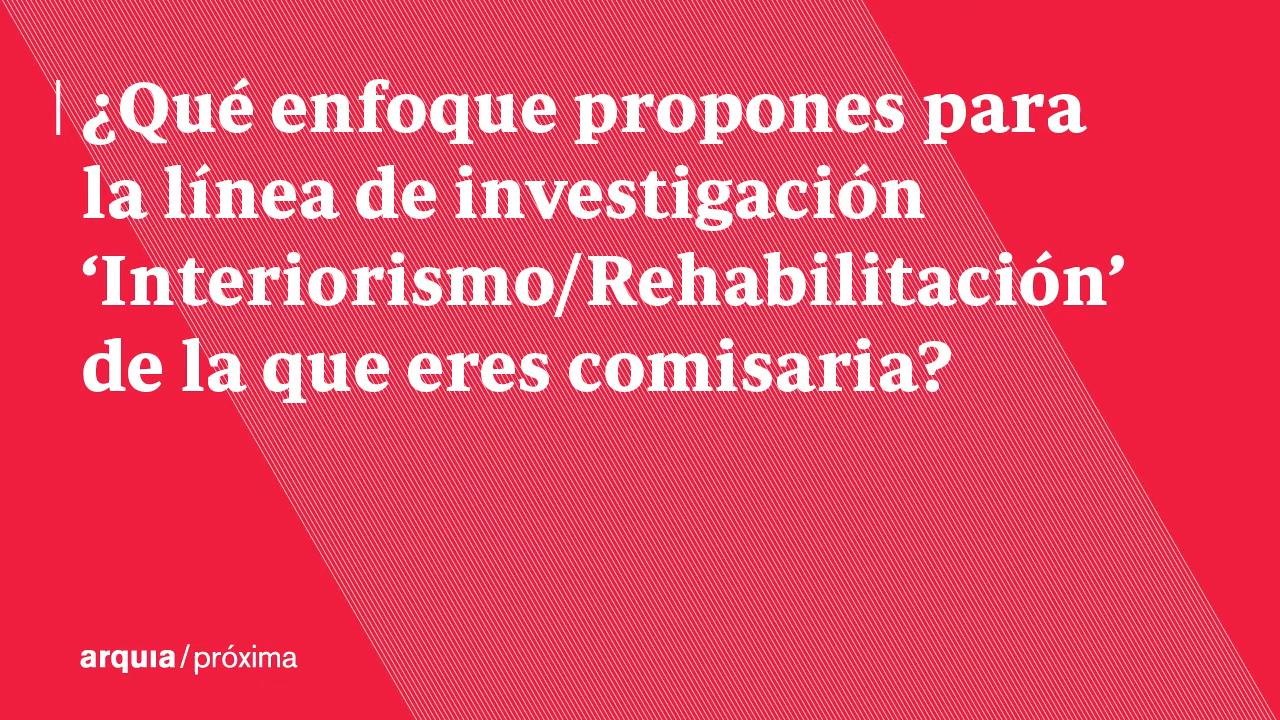 ¿Qué enfoque propones para
la línea de investigación
‘Interiorismo/Rehabilitación’
de la que eres comisaria?
arquia/próxima